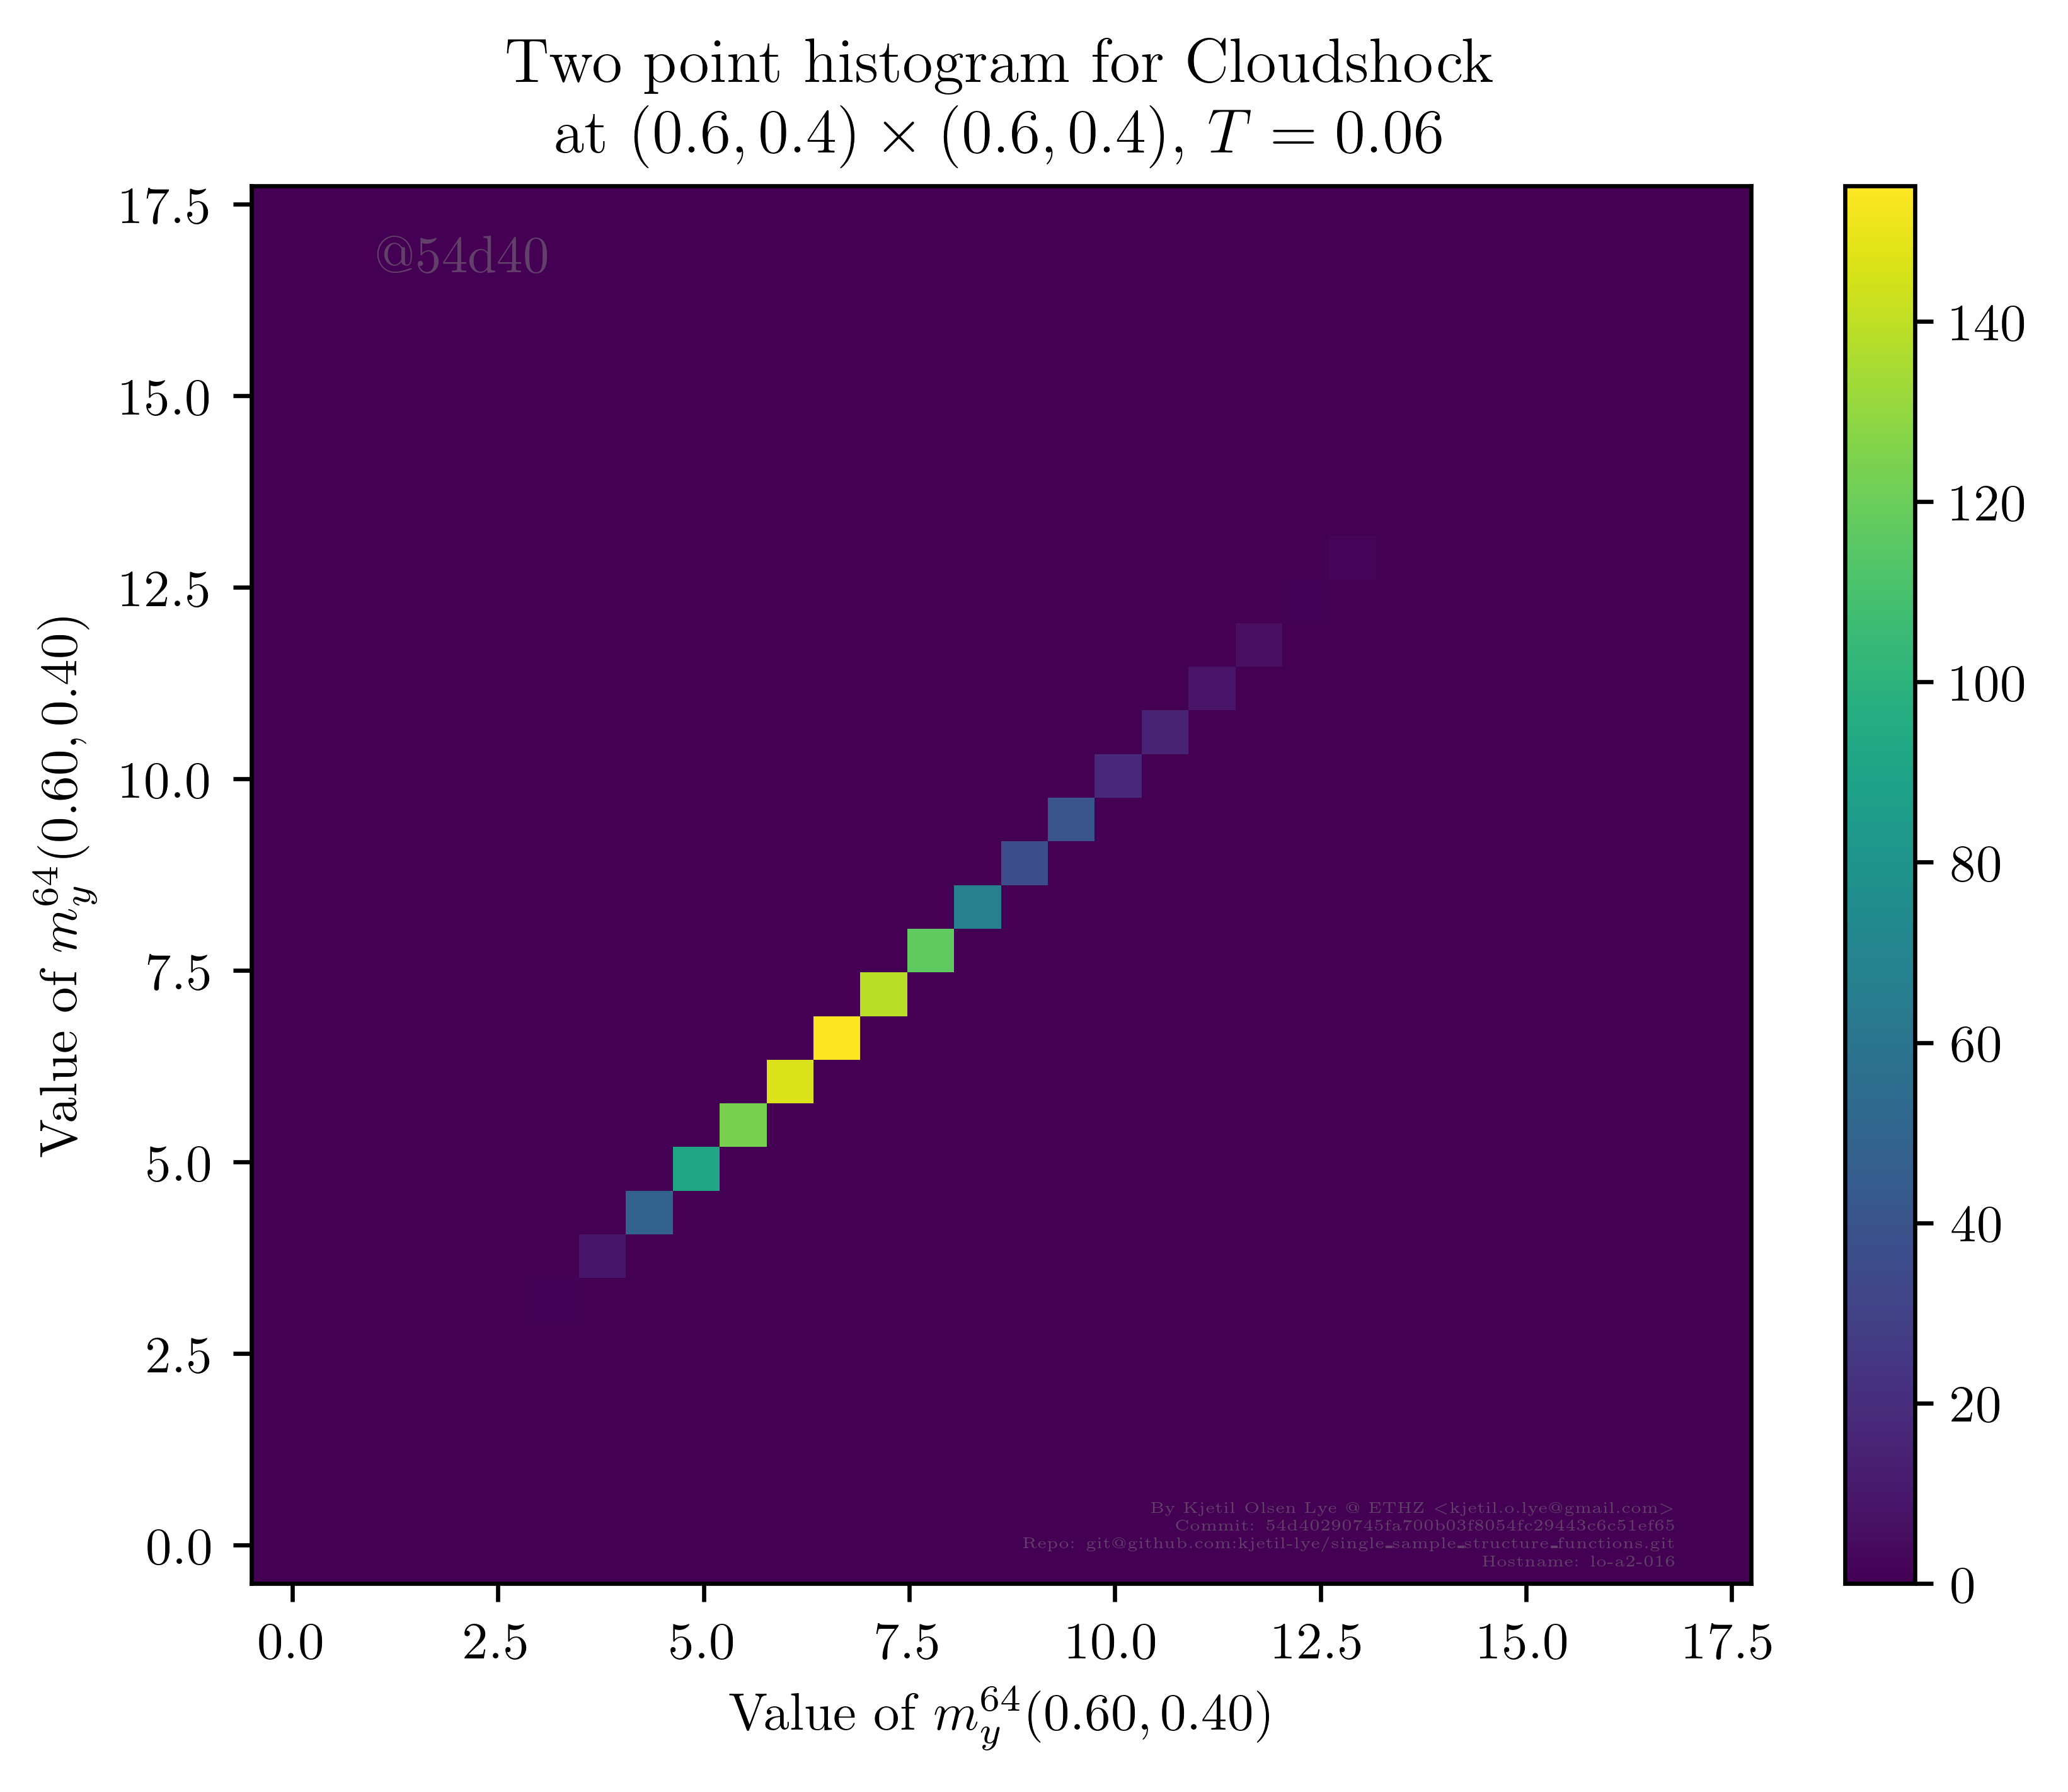 Two point histogram for Cloudshock
at (0.6, 0.4) × (0.6, 0.4), T = 0.06
17.5
15.0
12.5
10.0
7.5
5.0
2.5
0.0
Value of m_y^64(0.60, 0.40)
©54d40
By Kjetil Olsen Lye @ ETHZ <kjetil.o.lye@gmail.com>
Commit: 54d40290745fa700b03f8054fc29443c6c51ef65
Repo: git@github.com:kjetil-lye/single_sample_structure_functions.git
Hostname: lo-a2-016
0.0 2.5 5.0 7.5 10.0 12.5 15.0 17.5
Value of m_y^64(0.60, 0.40)
140
120
100
80
60
40
20
0